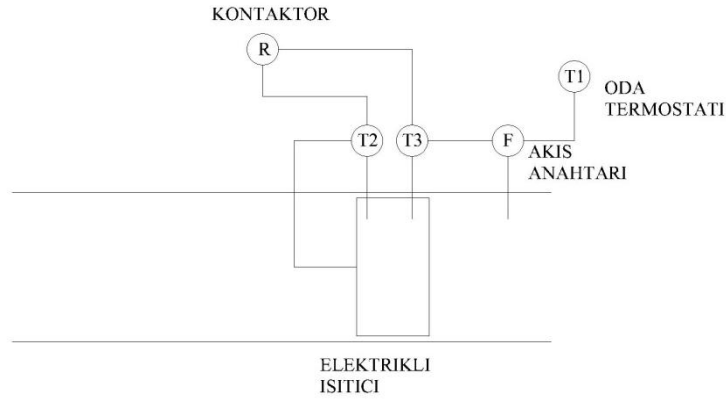 KONTAKTOR
R
T1
ODA
TERMOSTATI
T2
T3
F
AKIS
ANAHTARI
ELEKTRIKLI
ISITICI